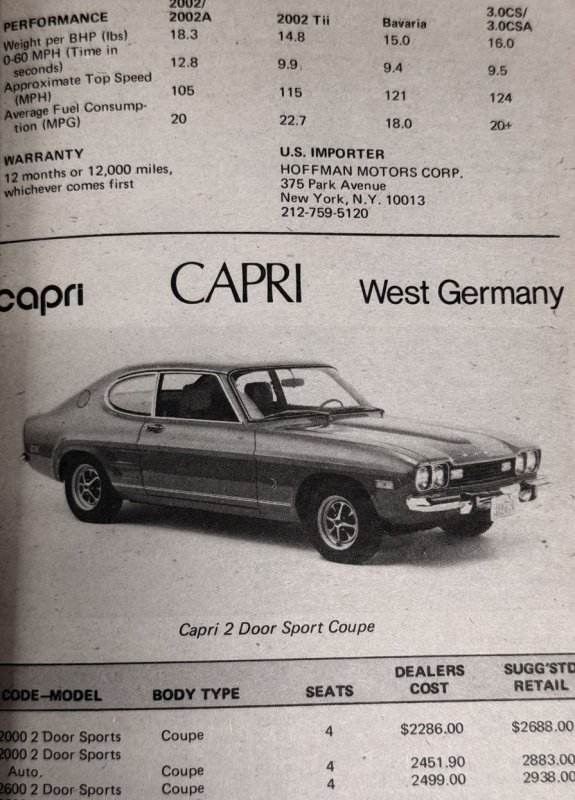 2002/
PERFORMANCE 2002A 2002 Tii Bavaria 3.0CS/
3.0CSA
Weight per BHP (lbs) 18.3 14.8 15.0 16.0
0-60 MPH (Time in
seconds) 12.8 9.9 9.4 9.5
Approximate Top Speed
(MPH) 105 115 121 124
Average Fuel Consump-
tion (MPG) 20 22.7 18.0 20+
WARRANTY
12 months or 12,000 miles,
whichever comes first
U.S. IMPORTER
HOFFMAN MOTORS CORP.
375 Park Avenue
New York, N.Y. 10013
212-759-5120
capri CAPRI West Germany
Capri 2 Door Sport Coupe
CODE–MODEL BODY TYPE SEATS DEALERS COST SUGG'STD RETAIL
2000 2 Door Sports Coupe 4 $2286.00 $2688.00
2000 2 Door Sports
Auto. Coupe 4 2451.90 2883.00
2600 2 Door Sports Coupe 4 2499.00 2938.00